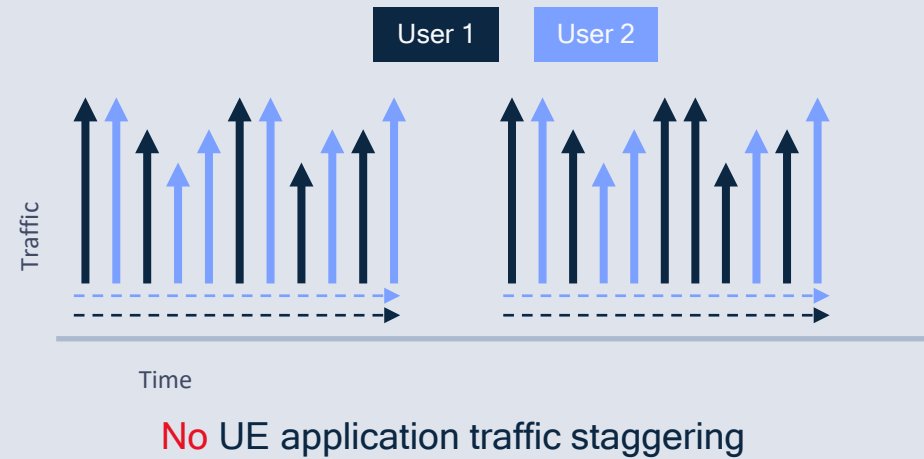 User 1
User 2
Traffic
Time
No UE application traffic staggering